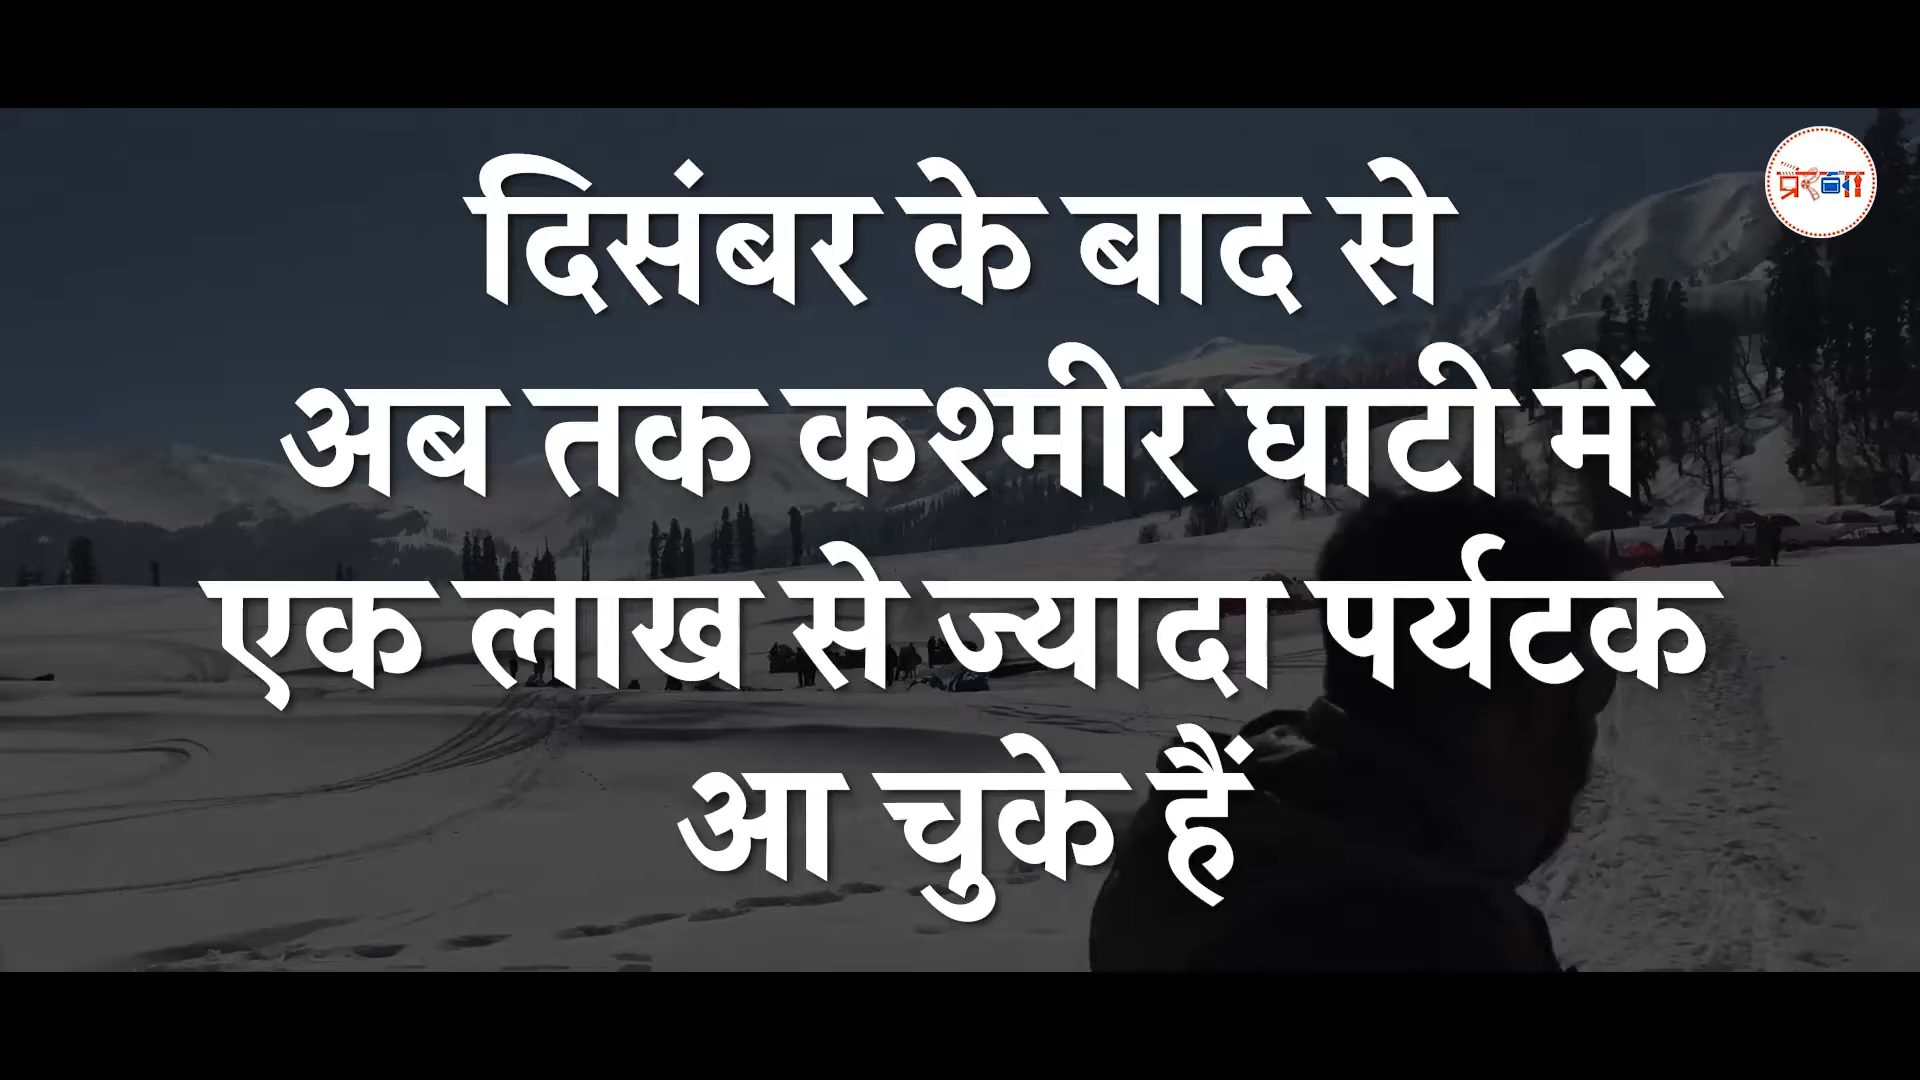 दिसंबर के बाद से
अब तक कश्मीर घाटी में
एक लाख से ज्यादा पर्यटक
आ चुके हैं